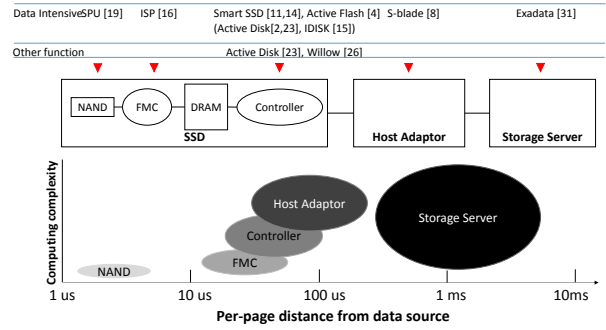 Data Intensive SPU [19] ISP [16] Smart SSD [11,14], Active Flash [4] S-blade [8] Exadata [31]
(Active Disk[2,23], IDISK [15])
Other function Active Disk [23], Willow [26]
NAND FMC DRAM Controller
SSD Host Adaptor Storage Server
Computing complexity
Host Adaptor
Storage Server
Controller
FMC
NAND
1 us 10 us 100 us 1 ms 10 ms
Per-page distance from data source